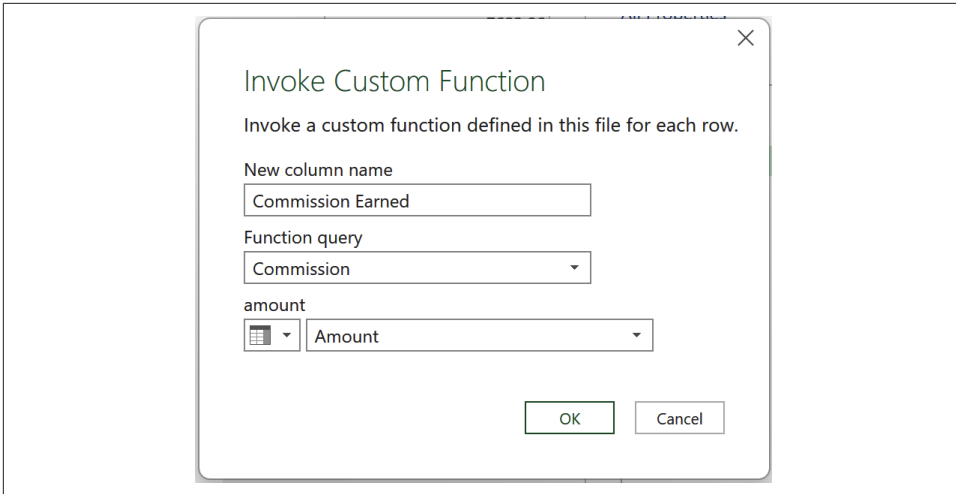 Invoke Custom Function
Invoke a custom function defined in this file for each row.
New column name
Commission Earned
Function query
Commission
amount
Amount
OK
Cancel